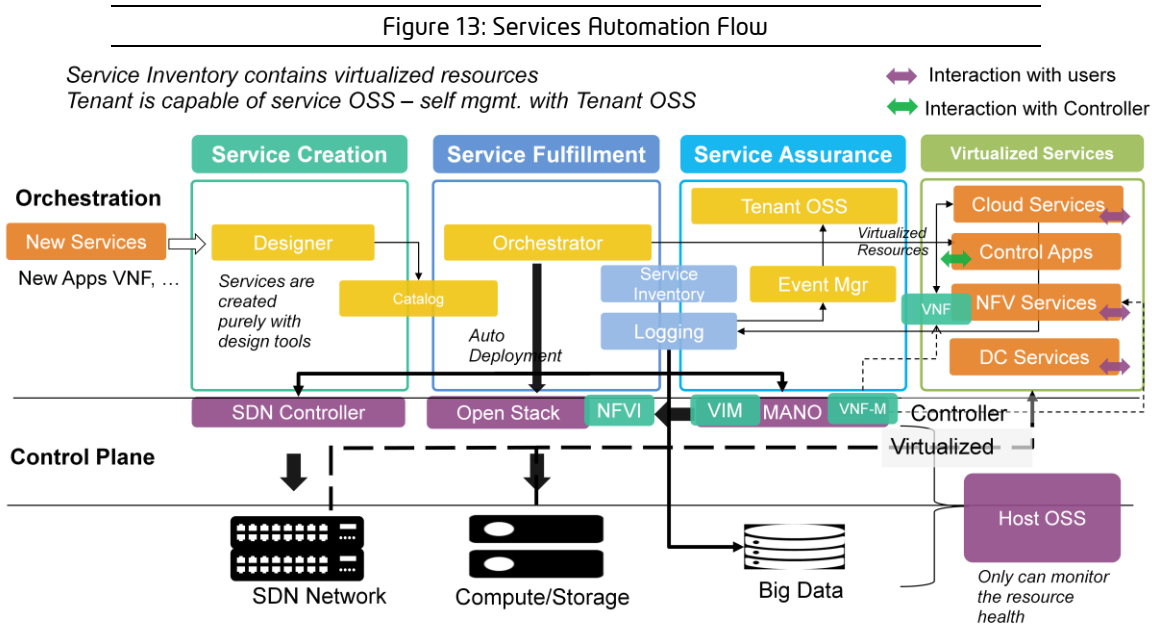 Figure 13: Services Automation Flow
Service Inventory contains virtualized resources
Tenant is capable of service OSS – self mgmt. with Tenant OSS
Interaction with users
Interaction with Controller
Service Creation
Service Fulfillment
Service Assurance
Virtualized Services
Orchestration
New Services
New Apps VNF, ...
Designer
Services are
created
purely with
design tools
Catalog
Orchestrator
Auto
Deployment
Service
Inventory
Logging
Tenant OSS
Event Mgr
Virtualized
Resources
Cloud Services
Control Apps
VNF
NFV Services
DC Services
SDN Controller
Open Stack
NFVI
VIM
MANO
VNF-M
Controller
Virtualized
Control Plane
SDN Network
Compute/Storage
Big Data
Host OSS
Only can monitor
the resource
health